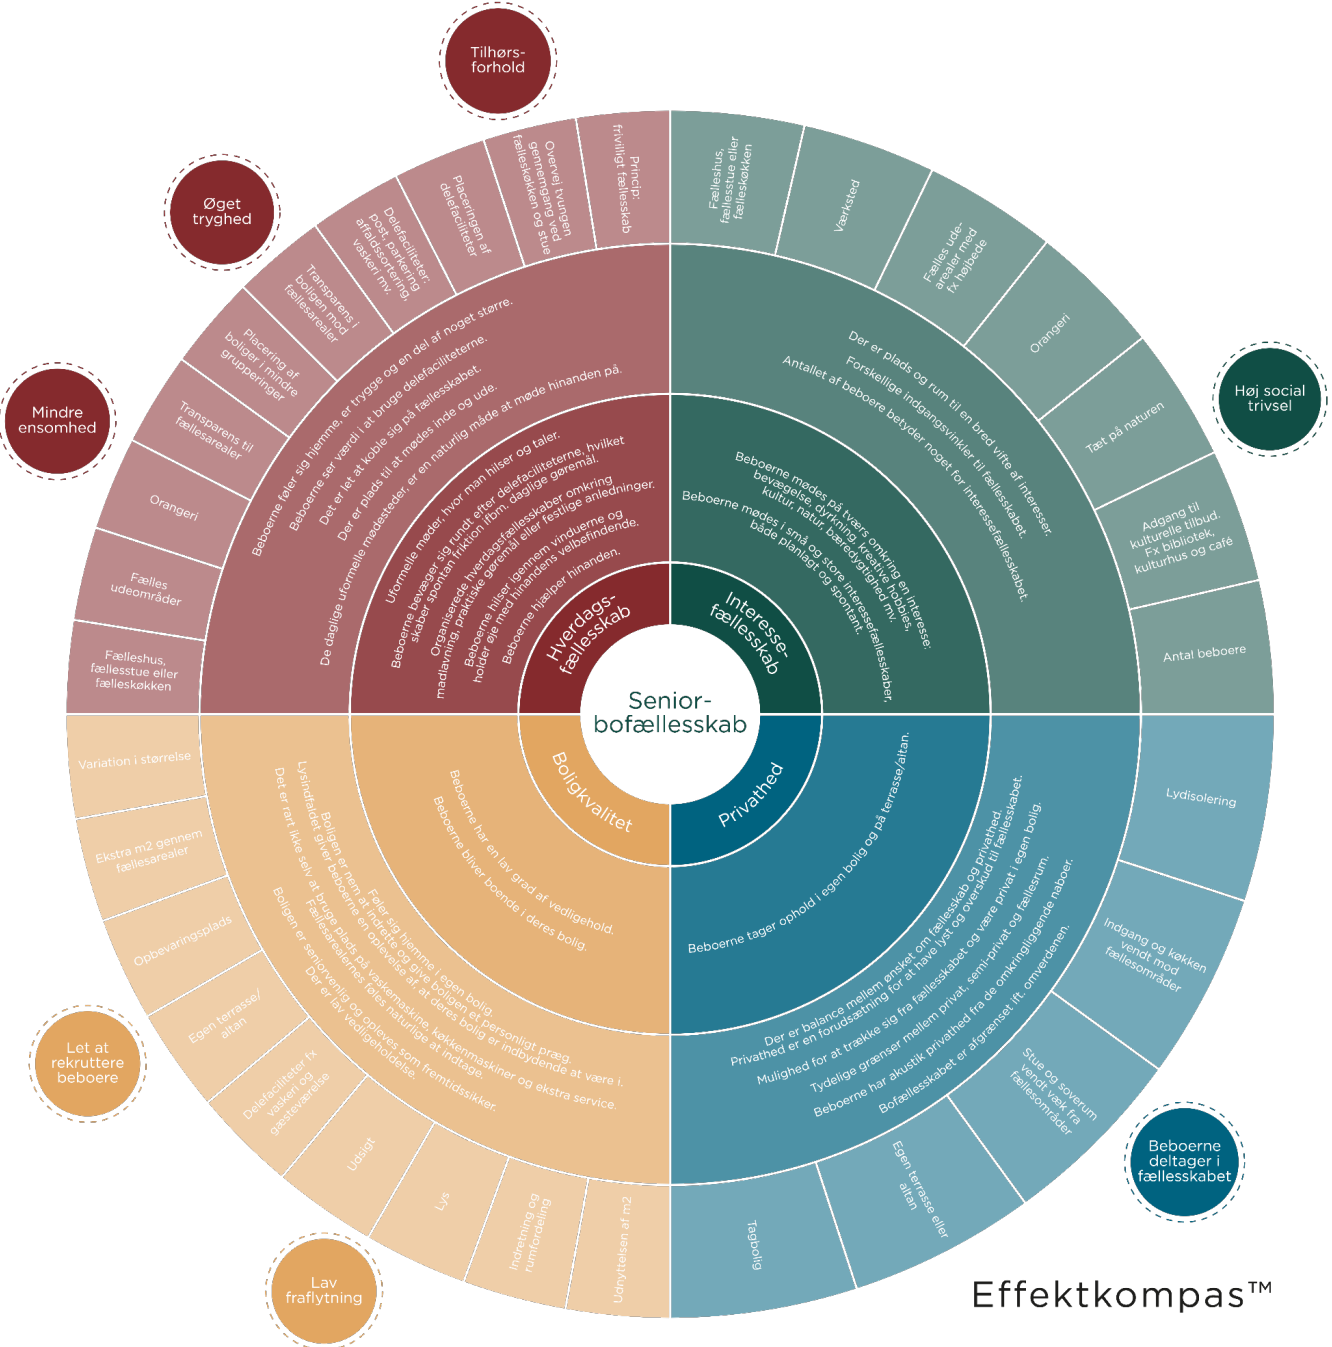 Tilhørs-
forhold
Øget
tryghed
Mindre
ensomhed
Høj social
trivsel
Beboerne
deltager i
fællesskabet
Lav
fraflytning
Let at
rekruttere
beboere
Senior-
bofællesskab
Hverdags-
fællesskab
Beboerne hjælper hinanden.
Beboerne hilser igennem vinduerne og
holder øje med hinandens velbefindende.
Organiserede hverdagsfællesskaber omkring
madlavning, praktiske gøremål eller festlige anledninger.
Beboerne bevæger sig rundt efter delefaciliteterne, hvilket
skaber spontan friktion ifbm. daglige gøremål.
Uformelle møder, hvor man hilser og taler.
De daglige uformelle mødesteder, er en naturlig måde at møde hinanden på.
Der er plads til at mødes inde og ude.
Det er let at koble sig på fællesskabet.
Beboerne ser værdi i at bruge delefaciliteterne.
Beboerne føler sig hjemme, er trygge og en del af noget større.
Fælleshus,
fællesstue eller
fælleskøkken
Fælles
udeområder
Orangeri
Transparens til
fællesarealer
Placering af
boliger i mindre
grupperinger
Transparens i
boligen mod
fællesarealer
Delefaciliteter:
post, parkering
affaldssortering,
vaskeri mv.
Placeringen af
delefaciliteter
Overvej tvungen
gennemgang ved
fælleskøkken og stue
Princip:
frivilligt fællesskab
Interesse-
fællesskab
Beboerne mødes på tværs omkring en interesse:
bevægelse, dyrkning, kreative hobbies,
kultur, natur, bæredygtighed mv.
Beboerne mødes i små og store interessefællesskaber,
både planlagt og spontant.
Der er plads og rum til en bred vifte af interesser.
Forskellige indgangsvinkler til fællesskabet.
Antallet af beboere betyder noget for interessefællesskabet.
Fælleshus,
fællesstue eller
fælleskøkken
Værksted
Fælles ude-
arealer med
fx højbede
Orangeri
Tæt på naturen
Adgang til
kulturelle tilbud.
Fx bibliotek,
kulturhus og café
Antal beboere
Privathed
Beboerne tager ophold i egen bolig og på terrasse/altan.
Der er balance mellem ønsket om fællesskab og privathed.
Privathed er en forudsætning for at have lyst og overskud til fællesskabet.
Mulighed for at trække sig fra fællesskabet og være privat i egen bolig.
Tydelige grænser mellem privat, semi-privat og fællesrum.
Beboerne har akustik privathed fra de omkringliggende naboer.
Bofællesskabet er afgrænset ift. omverdenen.
Lydisolering
Indgang og køkken
vendt mod
fællesområder
Stue og soverum
vendt væk fra
fællesområder
Egen terrasse eller
altan
Tagbolig
Boligkvalitet
Beboerne har en lav grad af vedligehold.
Beboerne bliver boende i deres bolig.
Føler sig hjemme i egen bolig.
Boligen er nem at indrette og give boligen et personligt præg.
Lysindfaldet giver beboerne en oplevelse af, at deres bolig er indbydende at være i.
Det er rart ikke selv at bruge plads på vaskemaskine, køkkenmaskiner og ekstra service.
Fællesarealernes føles naturlige at indtage.
Boligen er seniorvenlig og opleves som fremtidssikker.
Der er lav vedligeholdelse.
Variation i størrelse
Ekstra m2 gennem
fællesarealer
Opbevaringsplads
Egen terrasse/
altan
Delefaciliteter fx
vaskeri og
gæsteværelse
Udsigt
Lys
Indretning og
rumfordeling
Udnyttelsen af m2
Effektkompas™